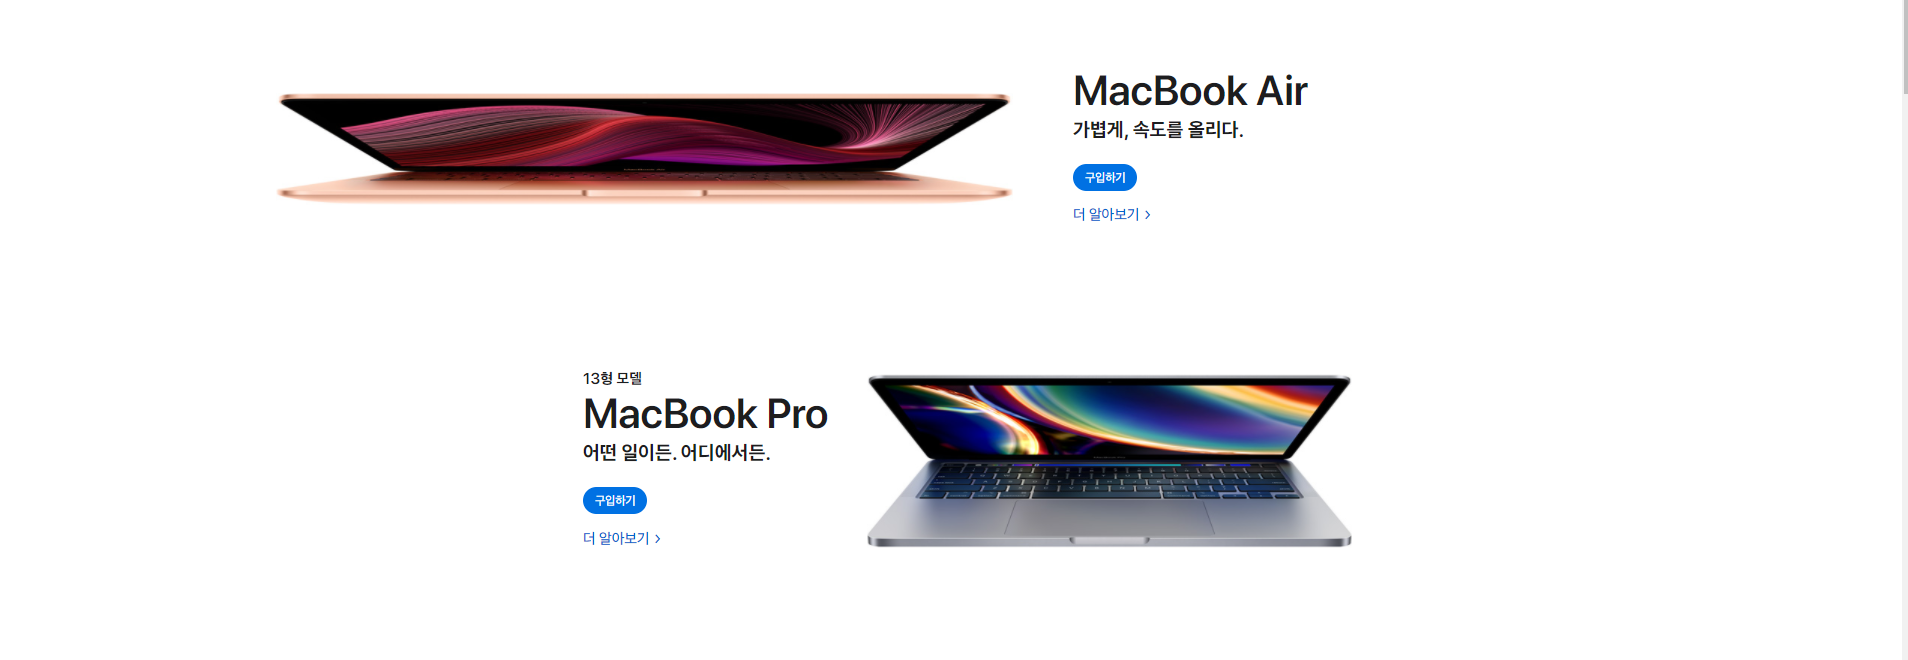 MacBook Air
가볍게, 속도를 올리다.
구입하기
더 알아보기 >
13형 모델
MacBook Pro
어떤 일이든. 어디에서든.
구입하기
더 알아보기 >